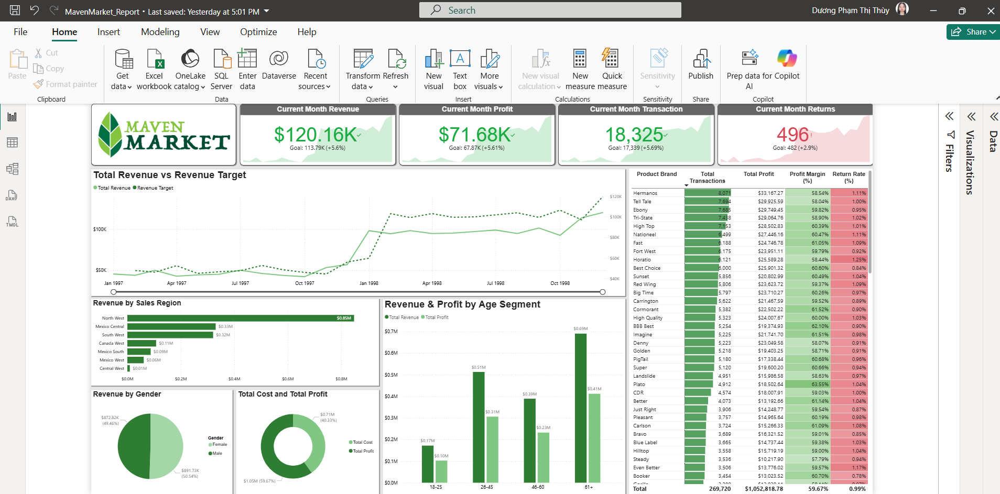 MavenMarket_Report • Last saved: Yesterday at 5:01 PM
Search
Dương Phạm Thị Thùy
File Home Insert Modeling View Optimize Help
Share
Paste
Cut
Copy
Format painter
Clipboard
Get data
Excel workbook
OneLake catalog
SQL Server
Enter data
Dataverse
Recent sources
Data
Transform data
Refresh
Queries
New visual
Text box
More visuals
Insert
New visual calculation
New measure
Quick measure
Calculations
Sensitivity
Sensitivity
Publish
Share
Prep data for AI
Copilot
Copilot
DAX
TMDL
MAVEN
MARKET
Current Month Revenue
$120.16K
Goal: 113.79K (+5.6%)
Current Month Profit
$71.68K
Goal: 67.87K (+5.61%)
Current Month Transaction
18,325
Goal: 17,339 (+5.69%)
Current Month Returns
496!
Goal: 482 (+2.9%)
Total Revenue vs Revenue Target
Total Revenue Revenue Target
$100K
$50K
$120K
$100K
$80K
$60K
$40K
Jan 1997 Apr 1997 Jul 1997 Oct 1997 Jan 1998 Apr 1998 Jul 1998 Oct 1998
Revenue by Sales Region
North West $0.85M
Mexico Central $0.33M
South West $0.32M
Canada West $0.11M
Mexico South $0.09M
Mexico West $0.06M
Central West $0.01M
$0.0M $0.2M $0.4M $0.6M $0.8M
Revenue by Gender
$872.82K
(49.46%)
$891.73K
(50.54%)
Gender
Female
Male
Total Cost and Total Profit
$0.71M
(40.33%)
$1.05M (59.67%)
Total Cost
Total Profit
Revenue & Profit by Age Segment
Total Revenue Total Profit
$0.7M
$0.6M
$0.5M
$0.4M
$0.3M
$0.2M
$0.1M
$0.0M
$0.17M
$0.10M
$0.51M
$0.31M
$0.39M
$0.23M
$0.69M
$0.41M
18-25 26-45 46-60 61+
Product Brand Total Transactions Total Profit Profit Margin (%) Return Rate (%)
Hermanos 8,071 $33,167.27 58.54% 1.11%
Tell Tale 7,694 $29,925.59 58.04% 1.00%
Ebony 7,685 $29,749.45 59.82% 0.95%
Tri-State 7,438 $29,064.76 58.90% 1.02%
High Top 7,153 $28,502.83 60.39% 1.01%
Nationeel 6,499 $27,446.16 60.47% 1.11%
Fast 6,188 $24,746.78 61.05% 1.09%
Fort West 6,175 $23,951.11 59.79% 0.92%
Horatio 6,121 $25,589.28 58.44% 1.25%
Best Choice 6,000 $25,901.32 60.60% 0.84%
Sunset 5,856 $20,802.99 60.49% 1.04%
Red Wing 5,806 $23,623.72 59.37% 1.09%
Big Time 5,797 $23,710.27 60.26% 0.97%
Carrington 5,622 $21,467.59 59.52% 0.89%
Cormorant 5,382 $22,502.22 61.52% 0.90%
High Quality 5,323 $24,007.67 60.00% 1.03%
BBB Best 5,254 $19,374.93 62.10% 0.90%
Imagine 5,225 $21,741.70 61.51% 0.98%
Denny 5,223 $23,049.58 58.07% 0.91%
Golden 5,218 $19,403.25 58.71% 0.91%
PigTail 5,180 $17,338.44 60.68% 0.96%
Super 5,120 $19,600.20 60.66% 0.94%
Landslide 4,951 $15,986.58 58.63% 0.97%
Plato 4,912 $18,502.64 63.55% 1.04%
CDR 4,574 $18,007.91 59.03% 1.00%
Better 4,073 $13,192.66 61.14% 1.04%
Just Right 3,906 $14,248.77 59.54% 0.87%
Pleasant 3,757 $14,965.64 60.19% 0.98%
Carlson 3,724 $15,266.33 61.09% 1.08%
Bravo 3,689 $16,321.52 59.01% 0.85%
Blue Label 3,665 $14,737.44 59.38% 1.03%
Hilltop 3,558 $15,719.19 59.00% 1.04%
Steady 3,536 $10,217.90 57.79% 0.94%
Even Better 3,506 $13,776.02 59.57% 1.17%
Booker 3,454 $13,023.52 60.70% 0.78%
Total 269,720 $1,052,818.78 59.67% 0.99%
Filters
Visualizations
Data